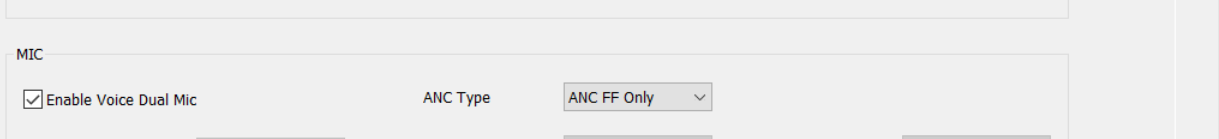 MIC
Enable Voice Dual Mic ANC Type ANC FF Only